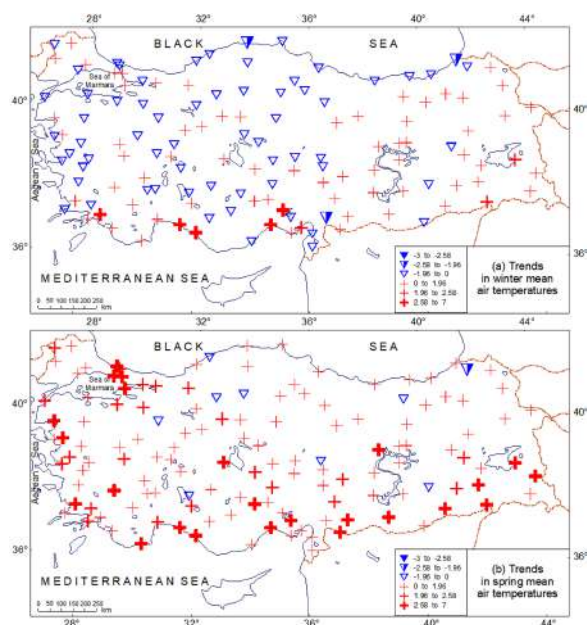 28° 32° 36° 40° 44°
BLACK SEA
Sea of
Marmara
40° 40°
Aegean Sea
36° 36°
MEDITERRANEAN SEA
0 50 100 150 200 250
km
-3 to -2.58
-2.58 to -1.96
-1.96 to 0
0 to 1.96
1.96 to 2.58
2.58 to 7
(a) Trends
in winter mean
air temperatures
28° 32° 36° 40° 44°
BLACK SEA
Sea of
Marmara
40° 40°
Aegean Sea
36° 36°
MEDITERRANEAN SEA
0 50 100 150 200 250
km
-3 to -2.58
-2.58 to -1.96
-1.96 to 0
0 to 1.96
1.96 to 2.58
2.58 to 7
(b) Trends
in spring mean
air temperatures
28° 32° 36° 40° 44°